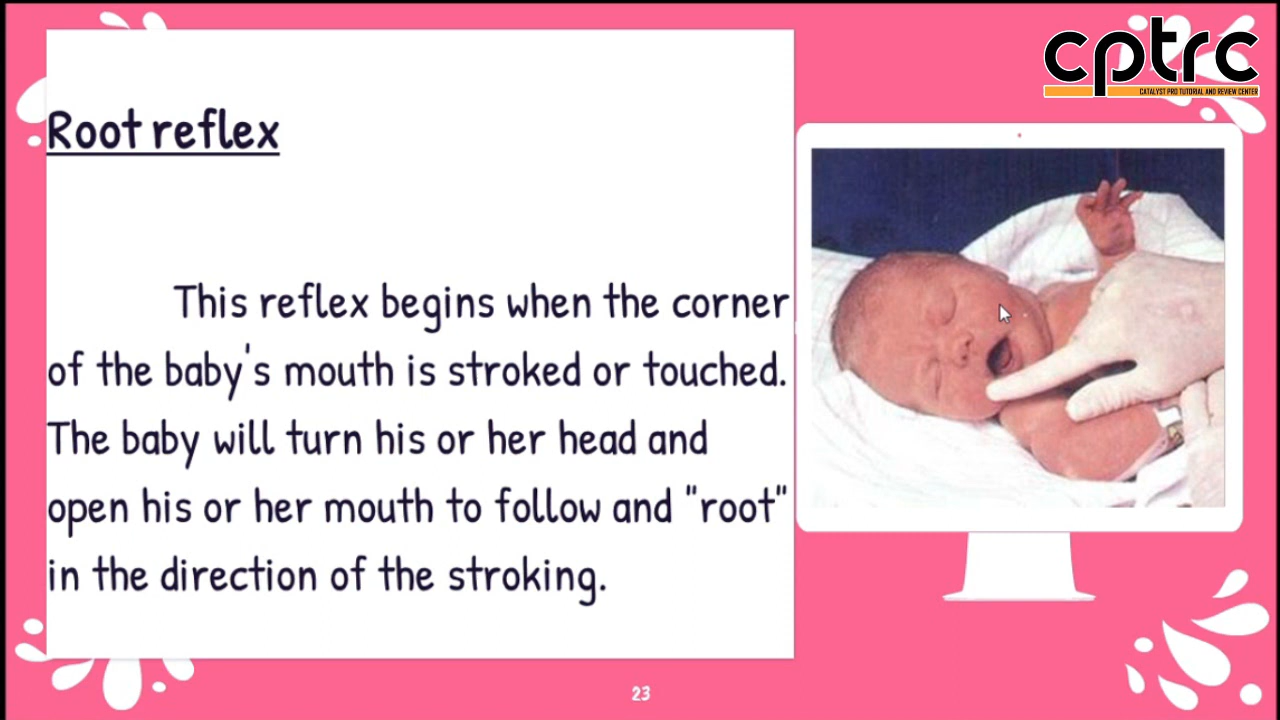 cptrc
CATALYST PRO TUTORIAL AND REVIEW CENTER
Root reflex
This reflex begins when the corner
of the baby's mouth is stroked or touched.
The baby will turn his or her head and
open his or her mouth to follow and "root"
in the direction of the stroking.
23